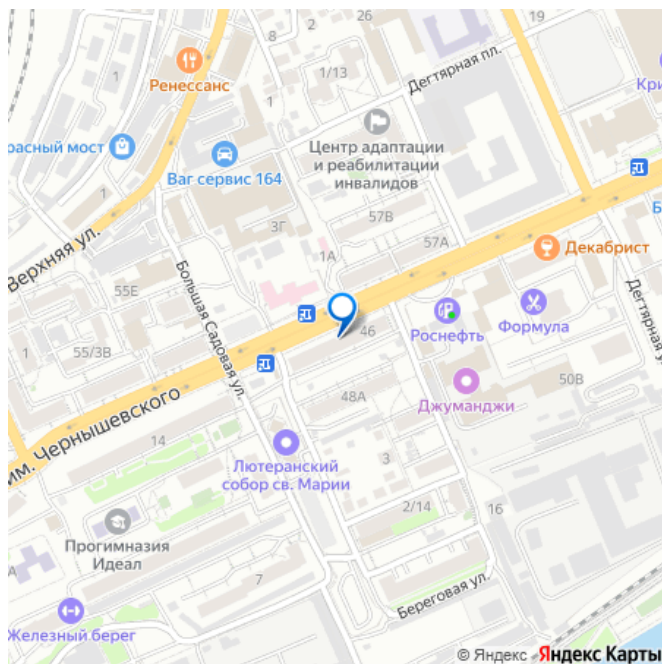 2
26
19
8
1
Ренессанс
1/13
Дегтярная пл.
Кри
расный мост
Центр адаптации
и реабилитации
инвалидов
1
Ваг сервис 164
57В
3Г
57А
Б
Верхняя ул.
1А
Декабрист
Большая Садовая ул.
55Е
Дегтярная у
46
Роснефть
Формула
1
55/3В
48А
Джуманджи
50В
им. Чернышевского
14
Лютеранский
собор св. Марии
3
2/14
16
Прогимназия
Идеал
А
7
Береговая ул.
Железный берег
© Яндекс Яндекс Карты